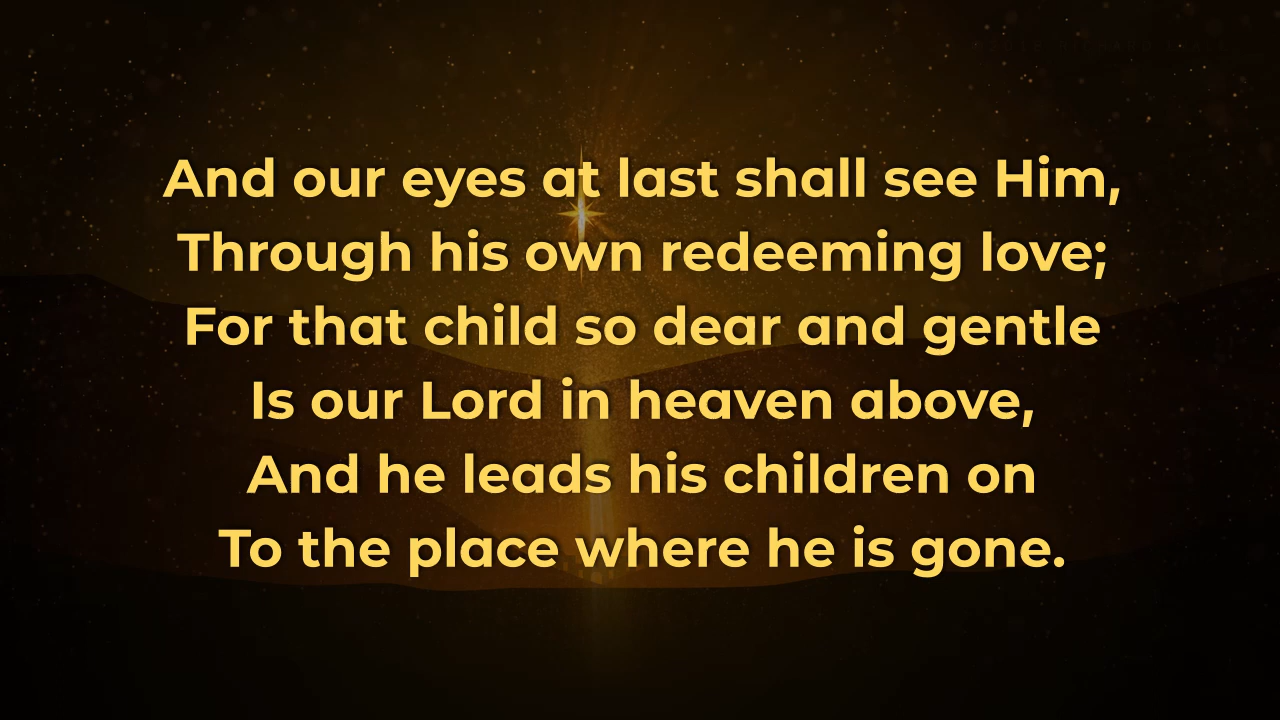 And our eyes at last shall see Him,
Through his own redeeming love;
For that child so dear and gentle
Is our Lord in heaven above,
And he leads his children on
To the place where he is gone.